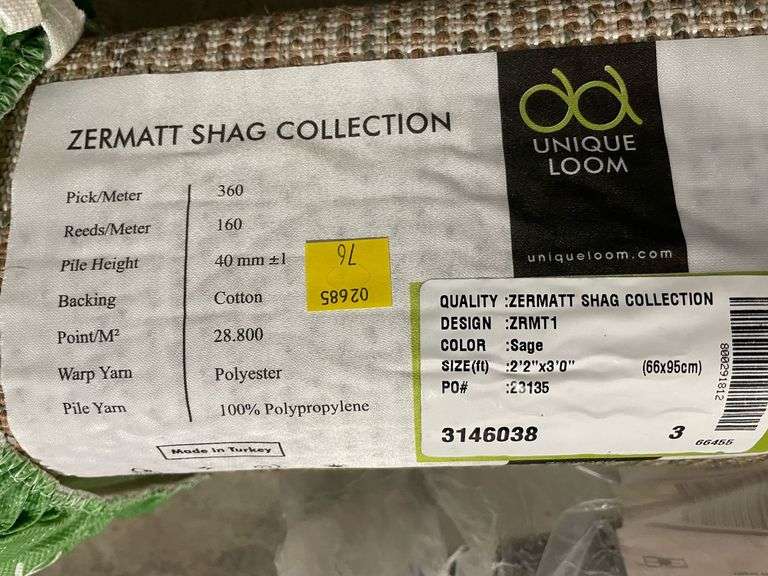 ZERMATT SHAG COLLECTION
Pick/Meter 360
Reeds/Meter 160
Pile Height 40 mm ±1
Backing Cotton
Point/M² 28.800
Warp Yarn Polyester
Pile Yarn 100% Polypropylene
Made in Turkey
02685
76
UNIQUE
LOOM
uniqueloom.com
QUALITY :ZERMATT SHAG COLLECTION
DESIGN :ZRMT1
COLOR :Sage
SIZE(ft) :2'2"x3'0" (66x95cm)
PO# :23135
3146038 3 66455
800291812